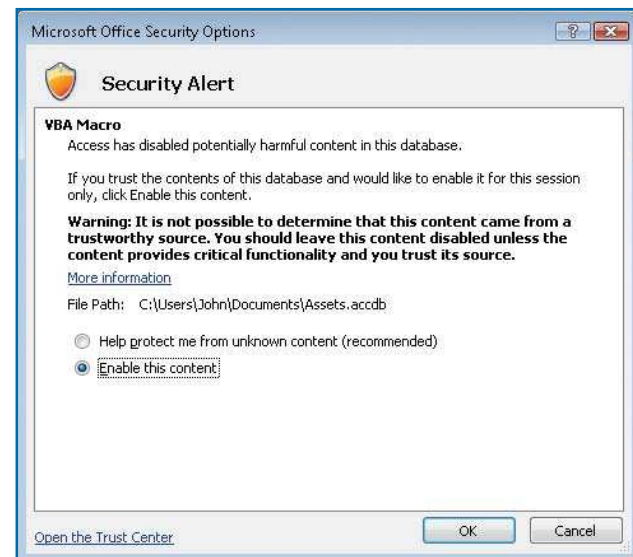 Microsoft Office Security Options
Security Alert
VBA Macro
Access has disabled potentially harmful content in this database.
If you trust the contents of this database and would like to enable it for this session
only, click Enable this content.
Warning: It is not possible to determine that this content came from a
trustworthy source. You should leave this content disabled unless the
content provides critical functionality and you trust its source.
More information
File Path: C:\Users\John\Documents\Assets.accdb
Help protect me from unknown content (recommended)
Enable this content
Open the Trust Center
OK
Cancel